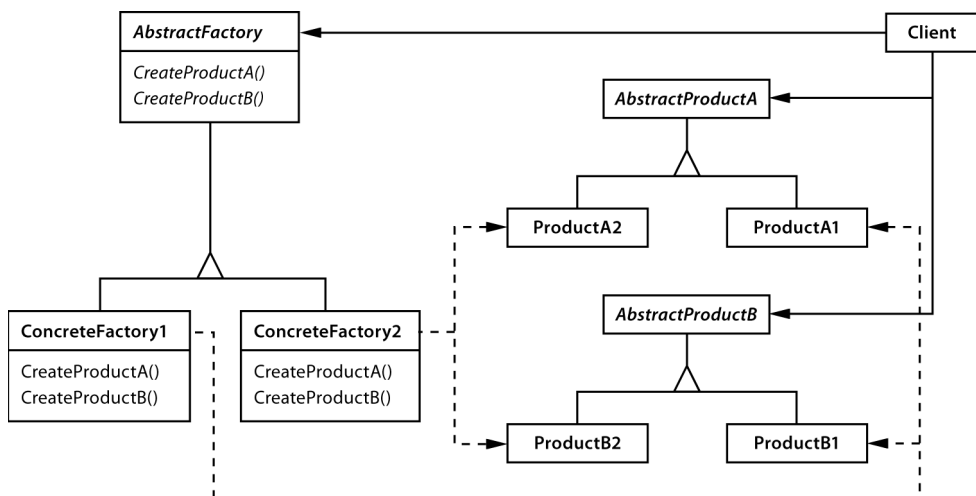 AbstractFactory
CreateProductA()
CreateProductB()
Client
AbstractProductA
ProductA2
ProductA1
AbstractProductB
ProductB2
ProductB1
ConcreteFactory1
CreateProductA()
CreateProductB()
ConcreteFactory2
CreateProductA()
CreateProductB()